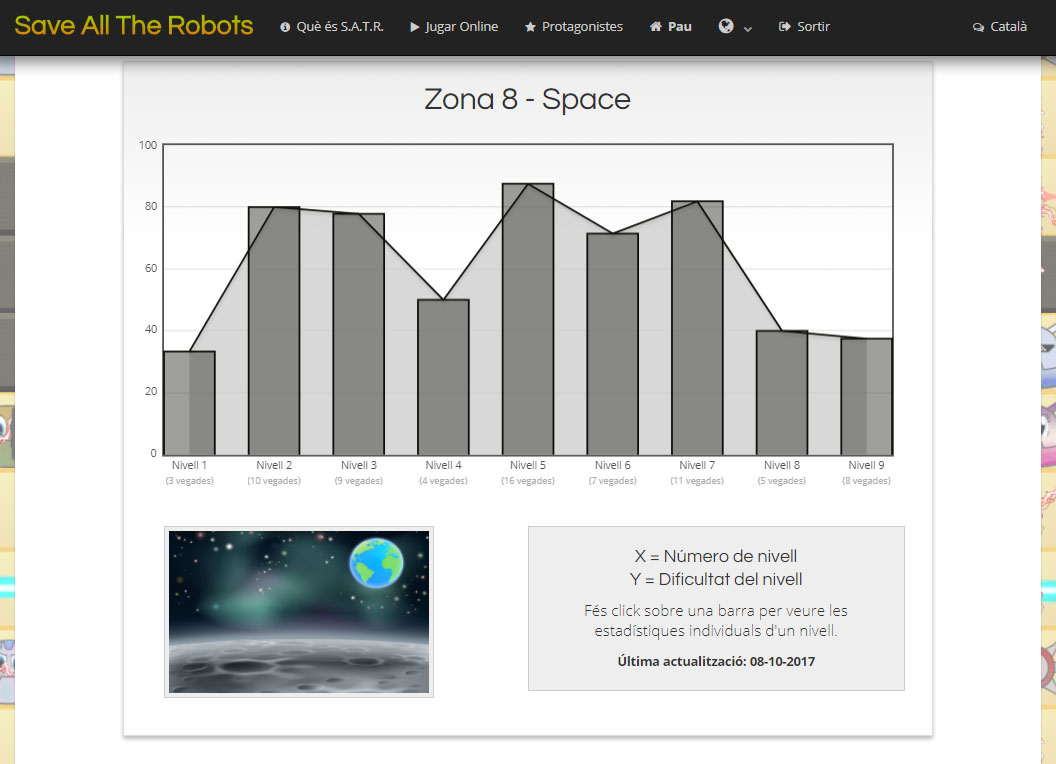 Save All The Robots
Què és S.A.T.R.
Jugar Online
Protagonistes
Pau
Sortir
Català
Zona 8 - Space
100
80
60
40
20
0
Nivell 1
(3 vegades)
Nivell 2
(10 vegades)
Nivell 3
(9 vegades)
Nivell 4
(4 vegades)
Nivell 5
(16 vegades)
Nivell 6
(7 vegades)
Nivell 7
(11 vegades)
Nivell 8
(5 vegades)
Nivell 9
(8 vegades)
X = Número de nivell
Y = Dificultat del nivell
Fés click sobre una barra per veure les
estadístiques individuals d'un nivell.
Última actualització: 08-10-2017